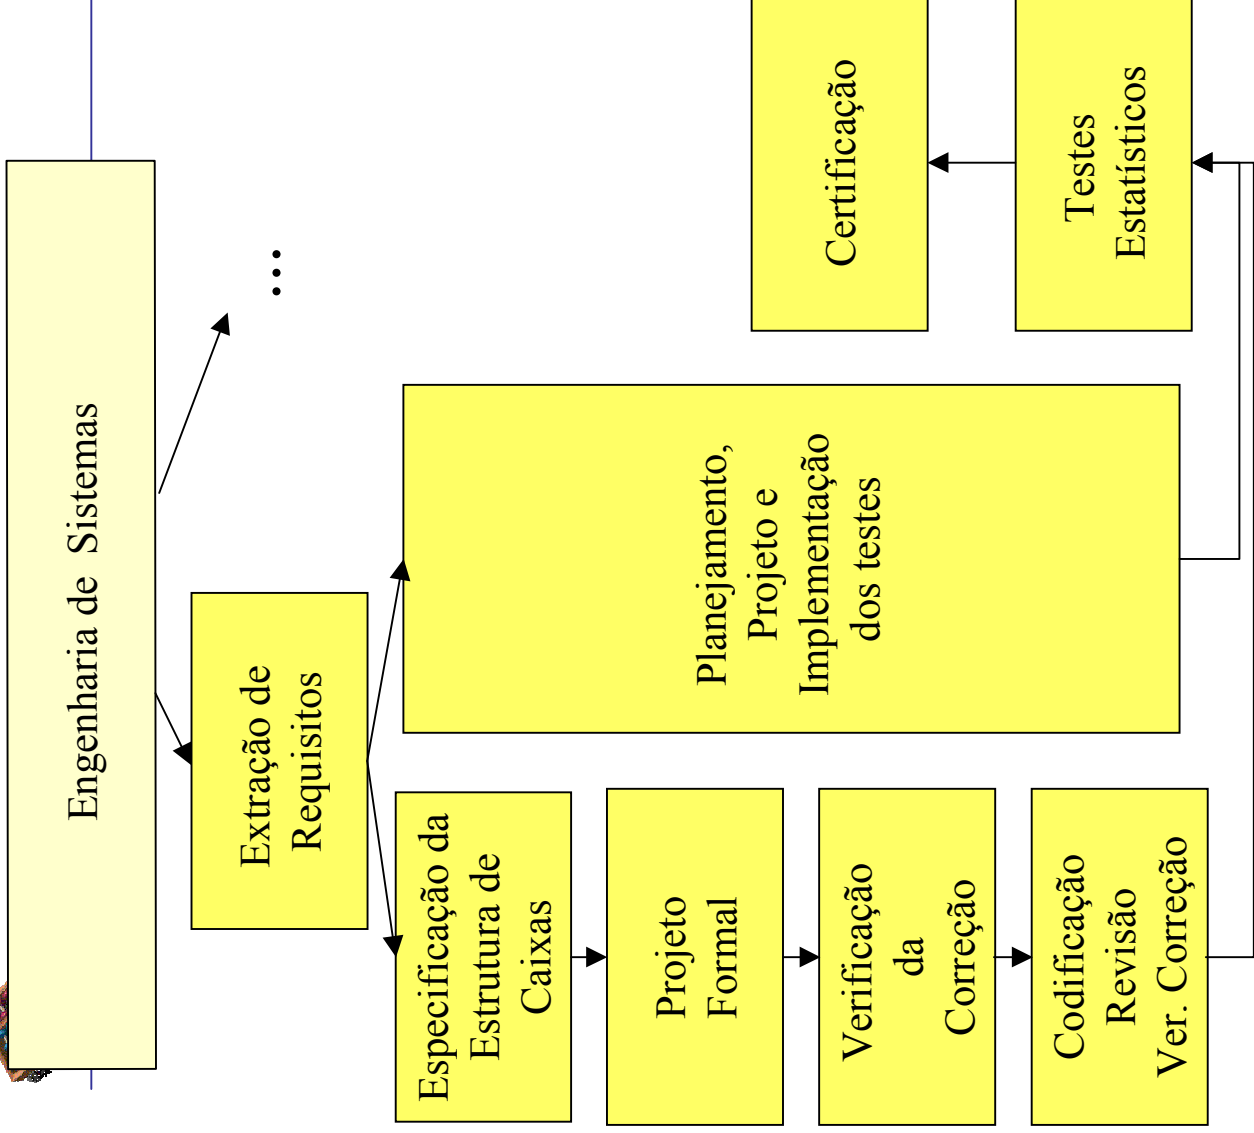 Engenharia de Sistemas
...
Extração de
Requisitos
Especificação da
Estrutura de
Caixas
Projeto
Formal
Verificação
da
Correção
Codificação
Revisão
Ver. Correção
Planejamento,
Projeto e
Implementação
dos testes
Testes
Estatísticos
Certificação